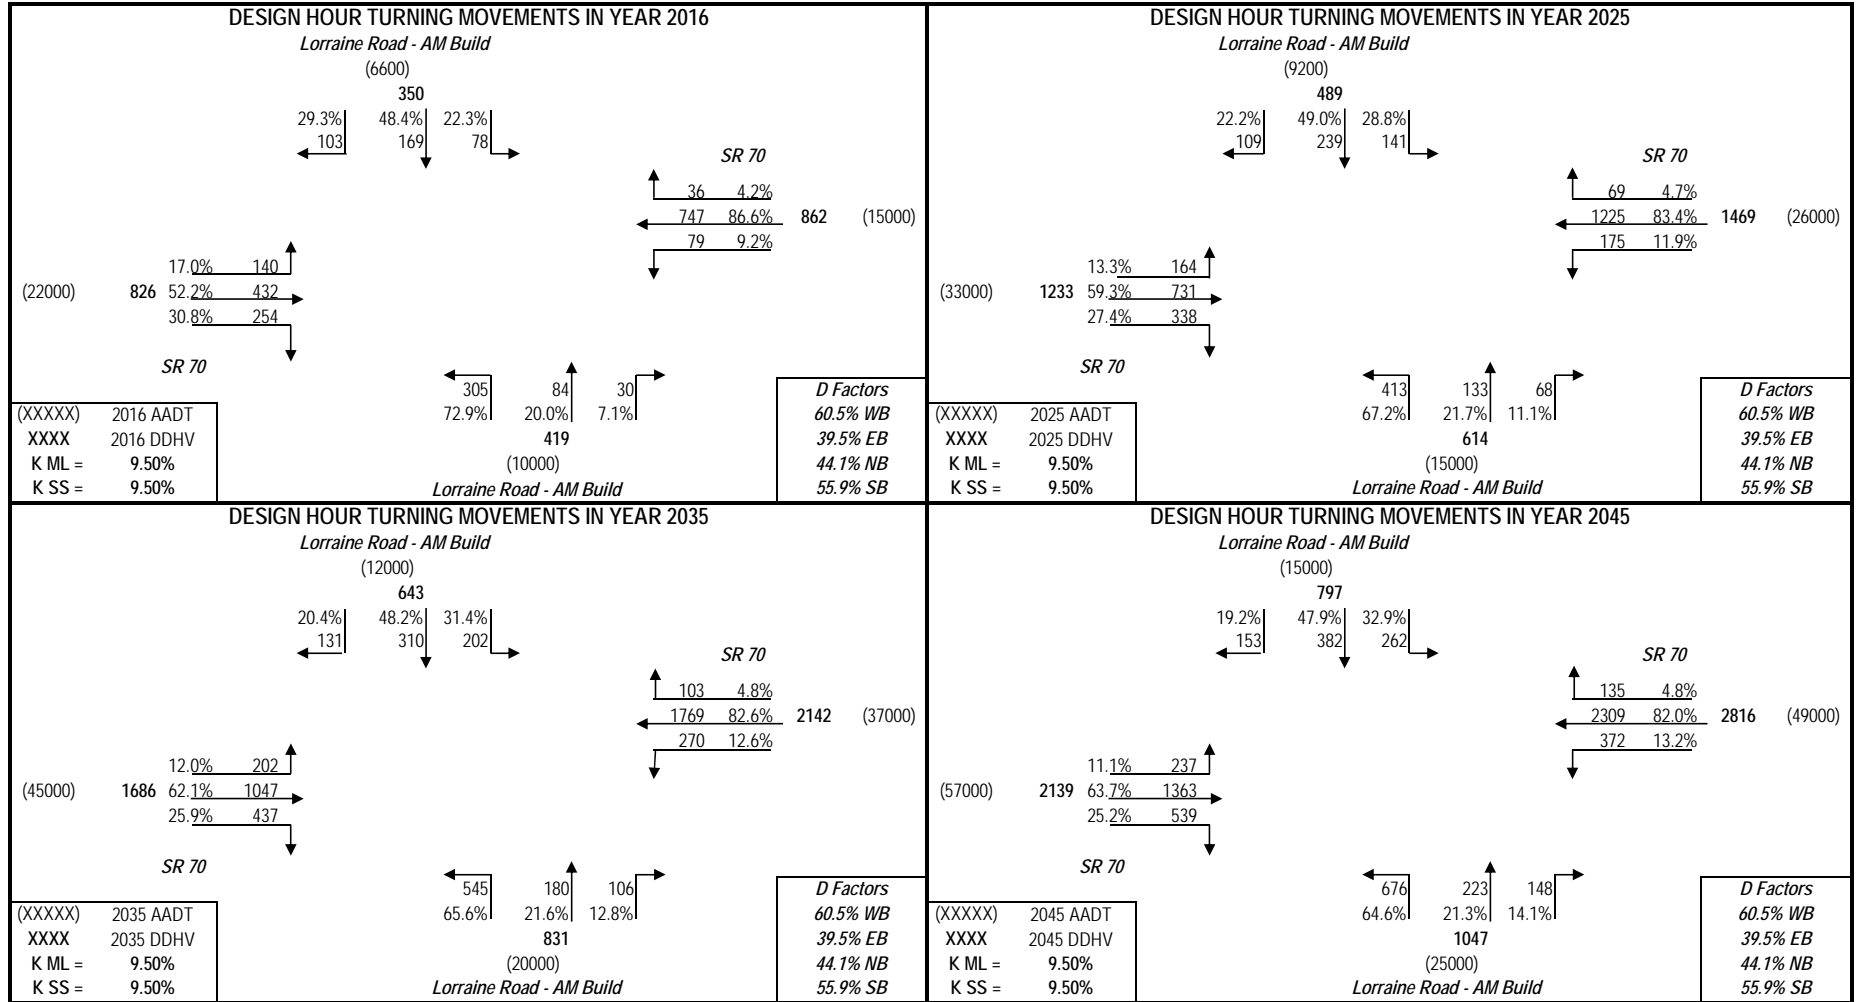 DESIGN HOUR TURNING MOVEMENTS IN YEAR 2016
Lorraine Road - AM Build
(6600)
350
29.3% 48.4% 22.3%
103 169 78
SR 70
36 4.2%
747 86.6% 862 (15000)
79 9.2%
17.0% 140
(22000) 826 52.2% 432
30.8% 254
SR 70
305 84 30
72.9% 20.0% 7.1%
419
(10000)
Lorraine Road - AM Build
(XXXXX) 2016 AADT
XXXX 2016 DDHV
K ML = 9.50%
K SS = 9.50%
D Factors
60.5% WB
39.5% EB
44.1% NB
55.9% SB
DESIGN HOUR TURNING MOVEMENTS IN YEAR 2025
Lorraine Road - AM Build
(9200)
489
22.2% 49.0% 28.8%
109 239 141
SR 70
69 4.7%
1225 83.4% 1469 (26000)
175 11.9%
13.3% 164
(33000) 1233 59.3% 731
27.4% 338
SR 70
413 133 68
67.2% 21.7% 11.1%
614
(15000)
Lorraine Road - AM Build
(XXXXX) 2025 AADT
XXXX 2025 DDHV
K ML = 9.50%
K SS = 9.50%
D Factors
60.5% WB
39.5% EB
44.1% NB
55.9% SB
DESIGN HOUR TURNING MOVEMENTS IN YEAR 2035
Lorraine Road - AM Build
(12000)
643
20.4% 48.2% 31.4%
131 310 202
SR 70
103 4.8%
1769 82.6% 2142 (37000)
270 12.6%
12.0% 202
(45000) 1686 62.1% 1047
25.9% 437
SR 70
545 180 106
65.6% 21.6% 12.8%
831
(20000)
Lorraine Road - AM Build
(XXXXX) 2035 AADT
XXXX 2035 DDHV
K ML = 9.50%
K SS = 9.50%
D Factors
60.5% WB
39.5% EB
44.1% NB
55.9% SB
DESIGN HOUR TURNING MOVEMENTS IN YEAR 2045
Lorraine Road - AM Build
(15000)
797
19.2% 47.9% 32.9%
153 382 262
SR 70
135 4.8%
2309 82.0% 2816 (49000)
372 13.2%
11.1% 237
(57000) 2139 63.7% 1363
25.2% 539
SR 70
676 223 148
64.6% 21.3% 14.1%
1047
(25000)
Lorraine Road - AM Build
(XXXXX) 2045 AADT
XXXX 2045 DDHV
K ML = 9.50%
K SS = 9.50%
D Factors
60.5% WB
39.5% EB
44.1% NB
55.9% SB